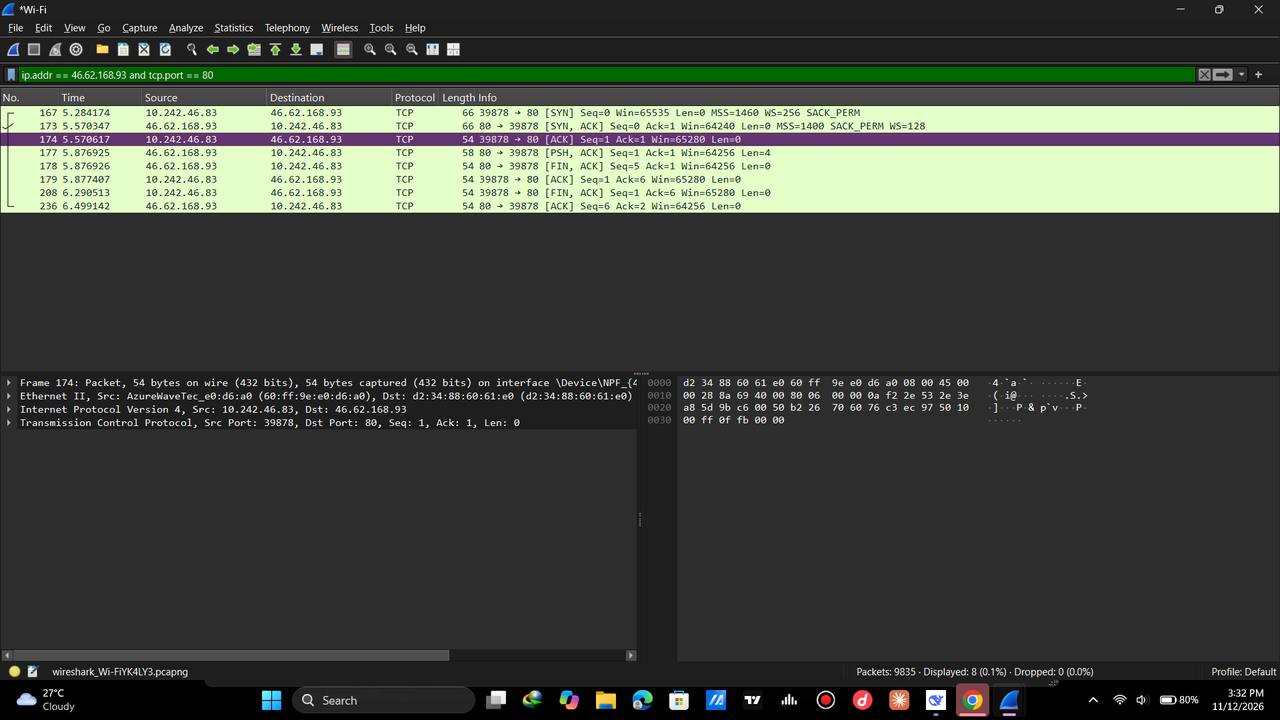 *Wi-Fi
File Edit View Go Capture Analyze Statistics Telephony Wireless Tools Help
ip.addr == 46.62.168.93 and tcp.port == 80
No. Time Source Destination Protocol Length Info
167 5.284174 10.242.46.83 46.62.168.93 TCP 66 39878 → 80 [SYN] Seq=0 Win=65535 Len=0 MSS=1460 WS=256 SACK_PERM
173 5.570347 46.62.168.93 10.242.46.83 TCP 66 80 → 39878 [SYN, ACK] Seq=0 Ack=1 Win=64240 Len=0 MSS=1400 SACK_PERM WS=128
174 5.570617 10.242.46.83 46.62.168.93 TCP 54 39878 → 80 [ACK] Seq=1 Ack=1 Win=65280 Len=0
177 5.876925 46.62.168.93 10.242.46.83 TCP 58 80 → 39878 [PSH, ACK] Seq=1 Ack=1 Win=64256 Len=4
178 5.876926 46.62.168.93 10.242.46.83 TCP 54 80 → 39878 [FIN, ACK] Seq=5 Ack=1 Win=64256 Len=0
179 5.877407 10.242.46.83 46.62.168.93 TCP 54 39878 → 80 [ACK] Seq=1 Ack=6 Win=65280 Len=0
208 6.290513 10.242.46.83 46.62.168.93 TCP 54 39878 → 80 [FIN, ACK] Seq=1 Ack=6 Win=65280 Len=0
236 6.499142 46.62.168.93 10.242.46.83 TCP 54 80 → 39878 [ACK] Seq=6 Ack=2 Win=64256 Len=0
Frame 174: Packet, 54 bytes on wire (432 bits), 54 bytes captured (432 bits) on interface \Device\NPF_{4
Ethernet II, Src: AzureWaveTec_e0:d6:a0 (60:ff:9e:e0:d6:a0), Dst: d2:34:88:60:61:e0 (d2:34:88:60:61:e0)
Internet Protocol Version 4, Src: 10.242.46.83, Dst: 46.62.168.93
Transmission Control Protocol, Src Port: 39878, Dst Port: 80, Seq: 1, Ack: 1, Len: 0
0000 d2 34 88 60 61 e0 60 ff 9e e0 d6 a0 08 00 45 00 ·4·`a·`· ······E·
0010 00 28 8a 69 40 00 80 06 00 00 0a f2 2e 53 2e 3e ·(·i@··· ····.S.>
0020 a8 5d 9b c6 00 50 b2 26 70 60 76 c3 ec 97 50 10 ·]···P·& p`v···P·
0030 00 ff 0f fb 00 00 ······
wireshark_Wi-FiYK4LY3.pcapng
Packets: 9835 · Displayed: 8 (0.1%) · Dropped: 0 (0.0%)
Profile: Default
27°C
Cloudy
Search
80%
3:32 PM
11/12/2026